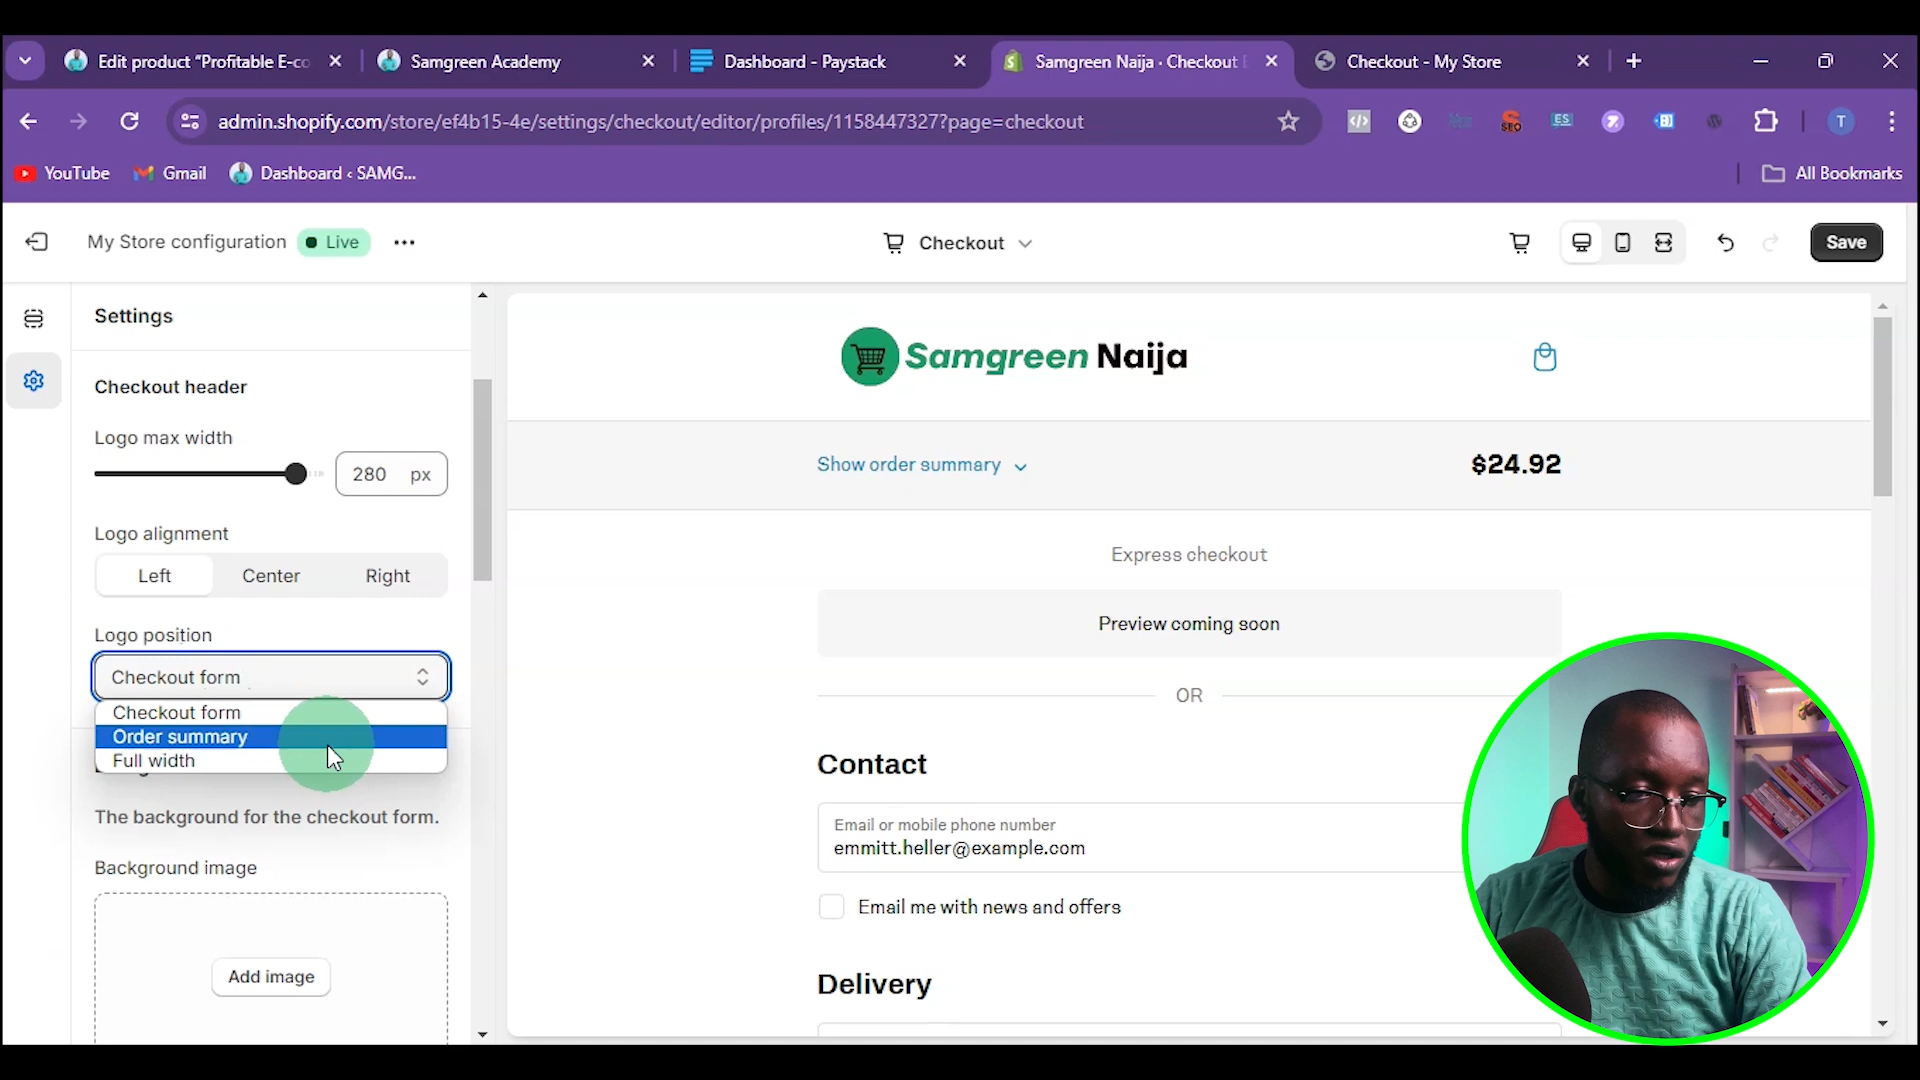 Edit product “Profitable E-co
Samgreen Academy
Dashboard - Paystack
Samgreen Naija · Checkout E
Checkout - My Store
admin.shopify.com/store/ef4b15-4e/settings/checkout/editor/profiles/1158447327?page=checkout
SEO
ES
T
YouTube
Gmail
Dashboard ‹ SAMG...
All Bookmarks
My Store configuration
Live
Checkout
Save
Settings
Checkout header
Logo max width
280 px
Logo alignment
Left
Center
Right
Logo position
Checkout form
Checkout form
Order summary
Full width
The background for the checkout form.
Background image
Add image
Samgreen Naija
Show order summary
$24.92
Express checkout
Preview coming soon
OR
Contact
Email or mobile phone number
emmitt.heller@example.com
Email me with news and offers
Delivery